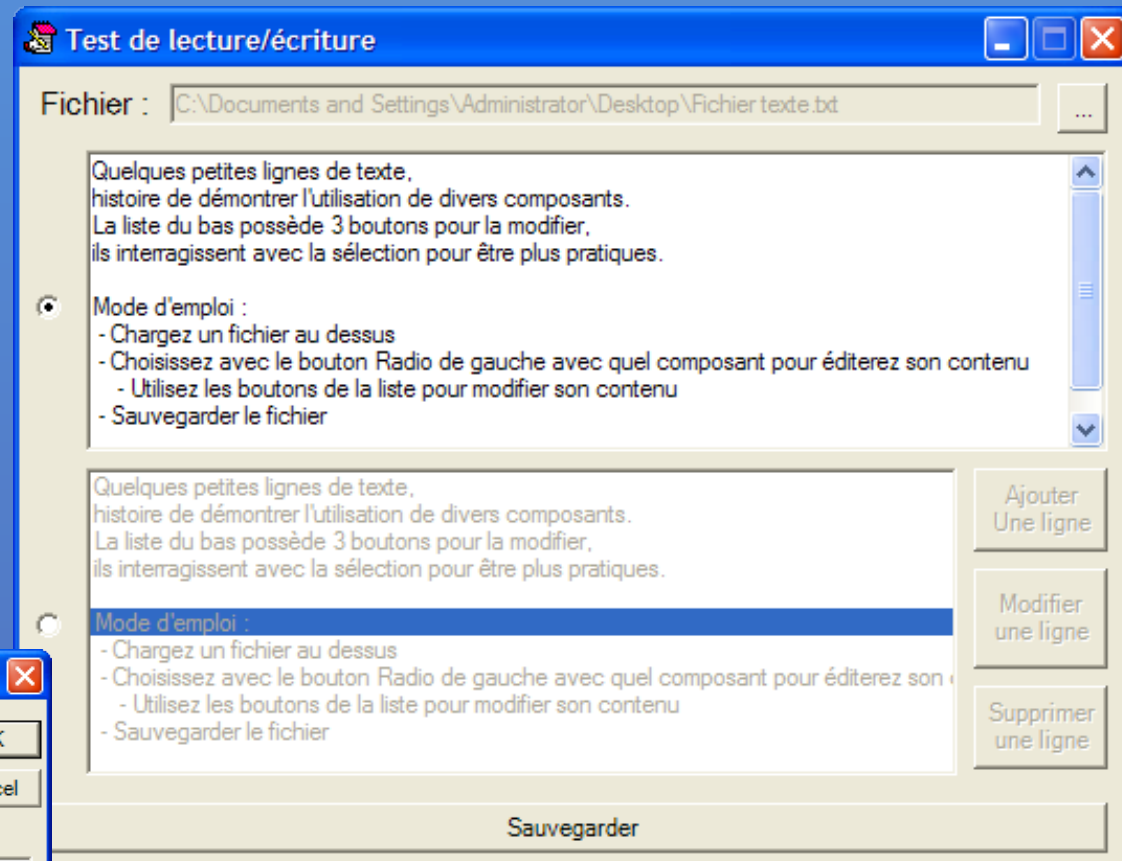 Test de lecture/écriture
Fichier :
C:\Documents and Settings\Administrator\Desktop\Fichier texte.txt
...
Quelques petites lignes de texte,
histoire de démontrer l'utilisation de divers composants.
La liste du bas possède 3 boutons pour la modifier,
ils interragissent avec la sélection pour être plus pratiques.
Mode d'emploi :
- Chargez un fichier au dessus
- Choisissez avec le bouton Radio de gauche avec quel composant pour éditerez son contenu
- Utilisez les boutons de la liste pour modifier son contenu
- Sauvegarder le fichier
Quelques petites lignes de texte,
histoire de démontrer l'utilisation de divers composants.
La liste du bas possède 3 boutons pour la modifier,
ils interragissent avec la sélection pour être plus pratiques.
Mode d'emploi :
- Chargez un fichier au dessus
- Choisissez avec le bouton Radio de gauche avec quel composant pour éditerez son
- Utilisez les boutons de la liste pour modifier son contenu
- Sauvegarder le fichier
Ajouter
Une ligne
Modifier
une ligne
Supprimer
une ligne
Sauvegarder